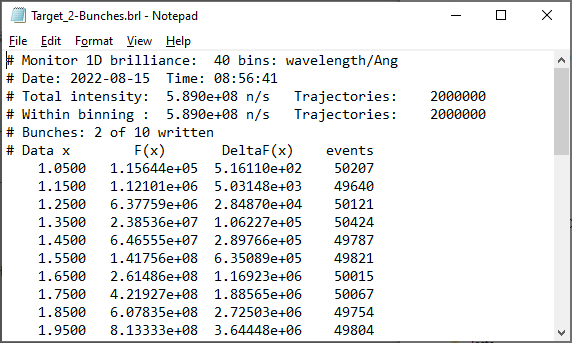 Target_2-Bunches.brl - Notepad
File Edit Format View Help
# Monitor 1D brilliance:  40 bins: wavelength/Ang
# Date: 2022-08-15  Time: 08:56:41
# Total intensity:  5.890e+08 n/s   Trajectories:    2000000
# Within binning :  5.890e+08 n/s   Trajectories:    2000000
# Bunches: 2 of 10 written
# Data x        F(x)       DeltaF(x)    events
1.0500   1.15644e+05  5.16110e+02    50207
1.1500   1.12101e+06  5.03148e+03    49640
1.2500   6.37759e+06  2.84870e+04    50121
1.3500   2.38536e+07  1.06227e+05    50424
1.4500   6.46555e+07  2.89766e+05    49787
1.5500   1.41756e+08  6.35089e+05    49821
1.6500   2.61486e+08  1.16923e+06    50015
1.7500   4.21927e+08  1.88565e+06    50067
1.8500   6.07835e+08  2.72503e+06    49754
1.9500   8.13333e+08  3.64448e+06    49804